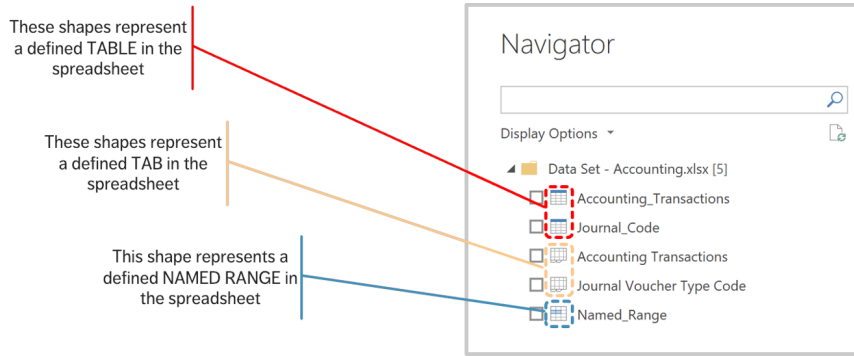 These shapes represent
a defined TABLE in the
spreadsheet
These shapes represent
a defined TAB in the
spreadsheet
This shape represents a
defined NAMED RANGE in
the spreadsheet
Navigator
Display Options
Data Set - Accounting.xlsx [5]
Accounting_Transactions
Journal_Code
Accounting Transactions
Journal Voucher Type Code
Named_Range